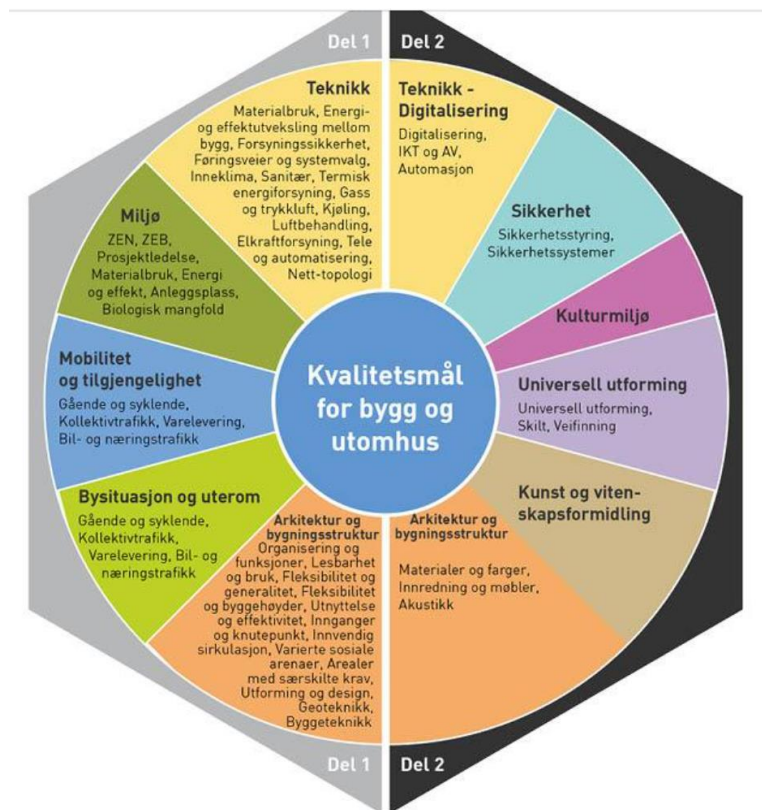 Del 1
Del 2
Teknikk
Materialbruk, Energi-
og effektutveksling mellom
bygg, Forsyningssikkerhet,
Føringsveier og systemvalg,
Inneklima, Sanitær, Termisk
energiforsyning, Gass
og trykkluft, Kjøling,
Luftbehandling,
Elkraftforsyning, Tele
og automatisering,
Nett-topologi
Teknikk -
Digitalisering
Digitalisering,
IKT og AV,
Automasjon
Sikkerhet
Sikkerhetsstyring,
Sikkerhetssystemer
Kulturmiljø
Universell utforming
Universell utforming,
Skilt, Veifinning
Kunst og viten-
skapsformidling
Arkitektur og
bygningsstruktur
Materialer og farger,
Innredning og møbler,
Akustikk
Arkitektur og
bygningsstruktur
Organisering og
funksjoner, Lesbarhet
og bruk, Fleksibilitet og
generalitet, Fleksibilitet
og byggehøyder, Utnyttelse
og effektivitet, Innganger
og knutepunkt, Innvendig
sirkulasjon, Varierte sosiale
arenaer, Arealer
med særskilte krav,
Utforming og design,
Geoteknikk,
Byggeteknikk
Bysituasjon og uterom
Gående og syklende,
Kollektivtrafikk,
Varelevering, Bil- og
næringstrafikk
Mobilitet
og tilgjengelighet
Gående og syklende,
Kollektivtrafikk, Varelevering,
Bil- og næringstrafikk
Miljø
ZEN, ZEB,
Prosjektledelse,
Materialbruk, Energi
og effekt, Anleggsplass,
Biologisk mangfold
Kvalitetsmål
for bygg og
utomhus
Del 1
Del 2